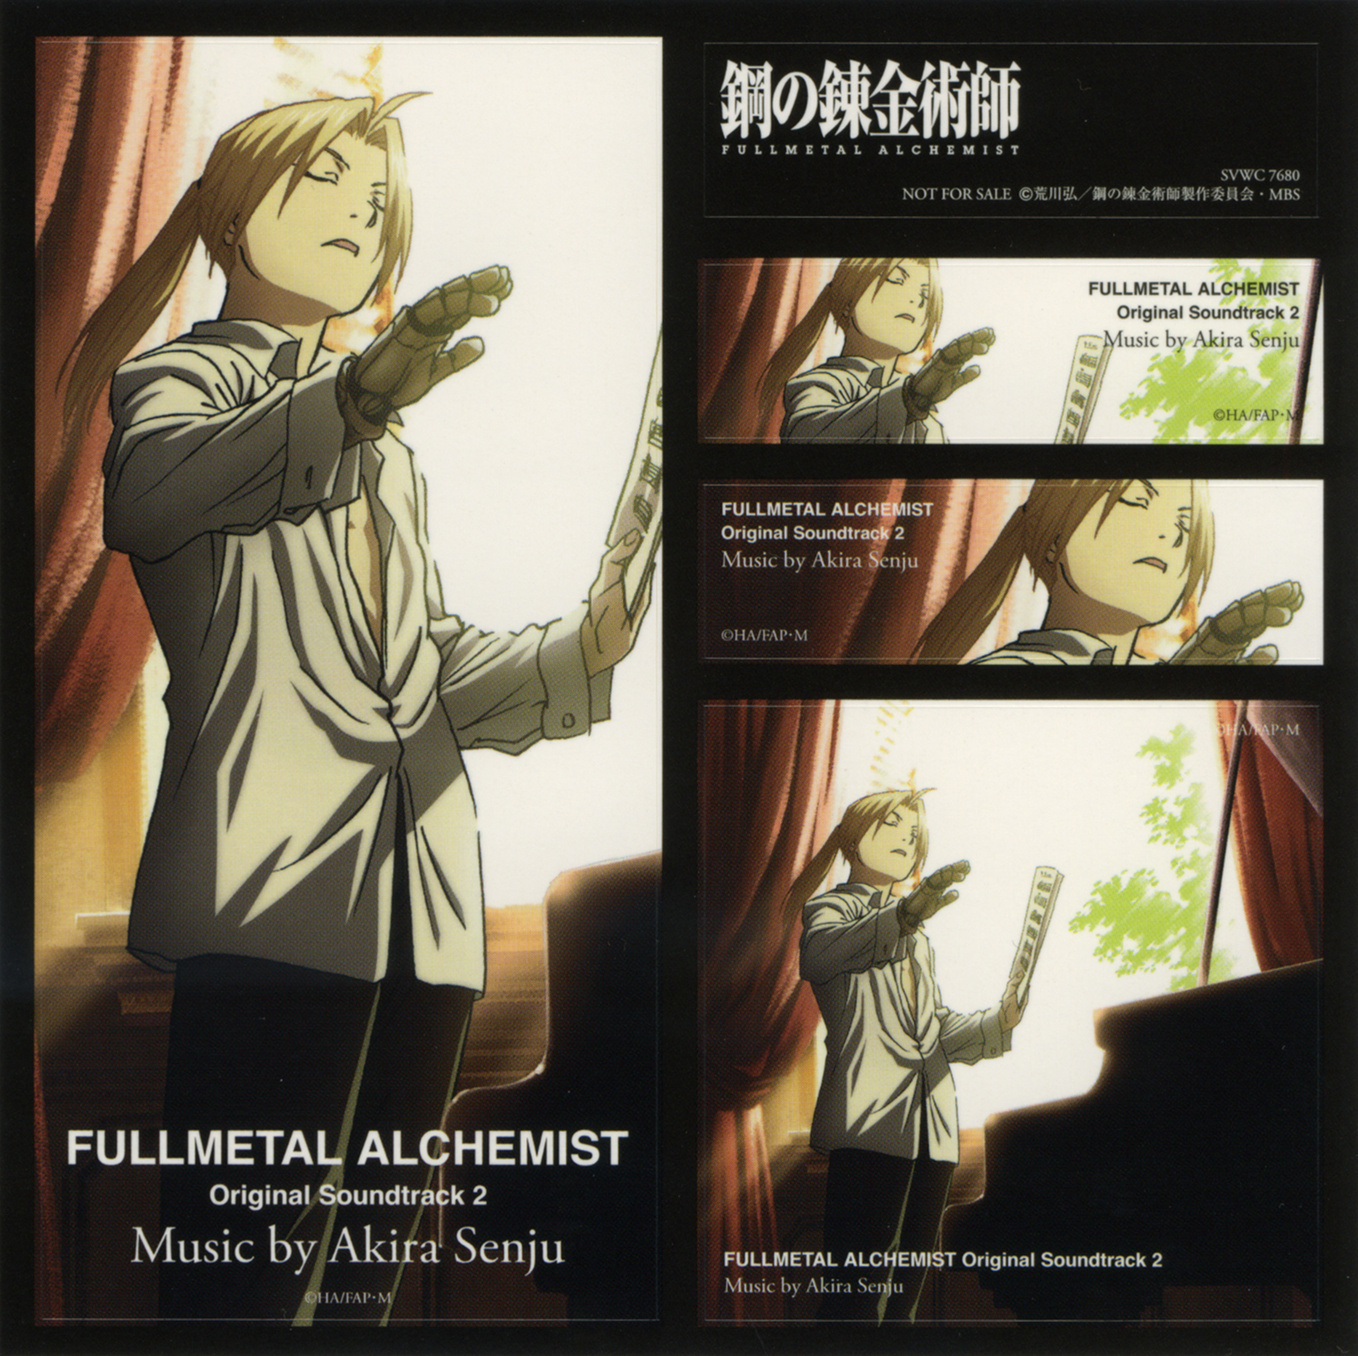 FULLMETAL ALCHEMIST
Original Soundtrack 2
Music by Akira Senju
©HA/FAP・M
鋼の錬金術師
FULLMETAL ALCHEMIST
SVWC 7680
NOT FOR SALE ©荒川弘／鋼の錬金術師製作委員会・MBS
FULLMETAL ALCHEMIST
Original Soundtrack 2
Music by Akira Senju
©HA/FAP・M
FULLMETAL ALCHEMIST
Original Soundtrack 2
Music by Akira Senju
©HA/FAP・M
©HA/FAP・M
FULLMETAL ALCHEMIST Original Soundtrack 2
Music by Akira Senju